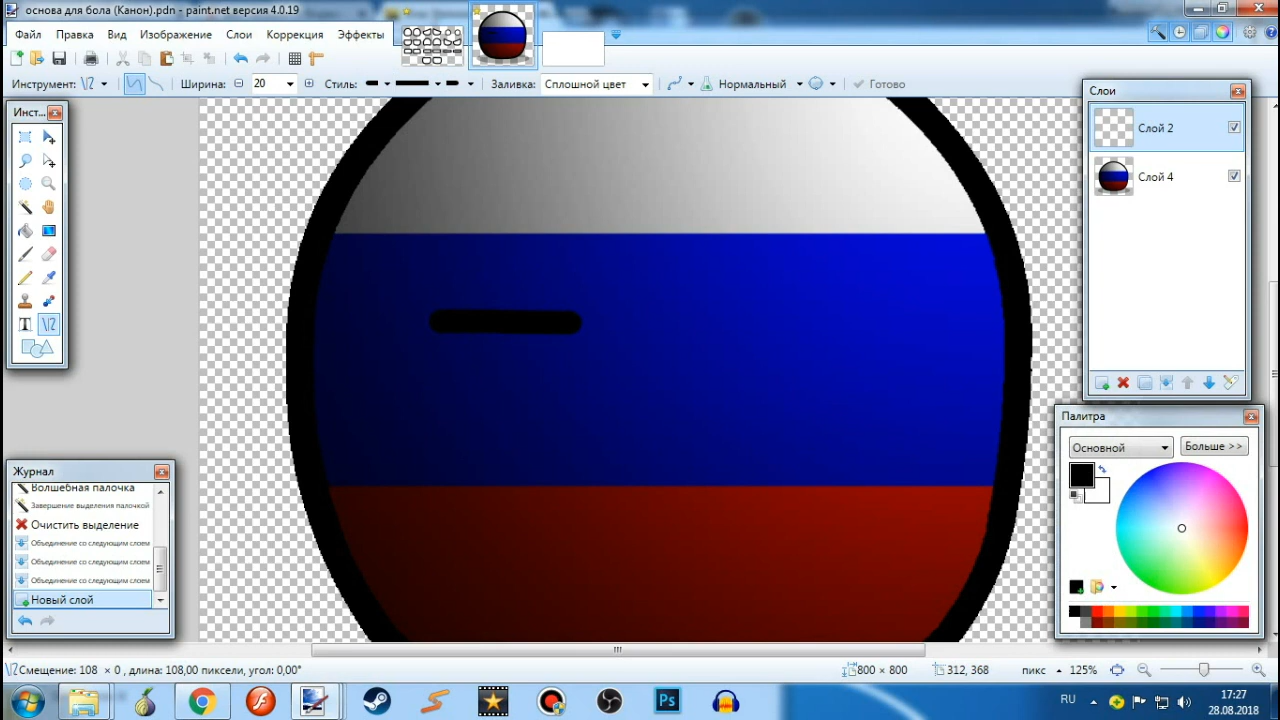 основа для бола (Канон).pdn - paint.net версия 4.0.19
Файл Правка Вид Изображение Слои Коррекция Эффекты
Инструмент: Ширина: 20 Стиль: Заливка: Сплошной цвет Нормальный Готово
Инст...
Слои
Слой 2
Слой 4
Палитра
Основной Больше >>
Журнал
Волшебная палочка
Завершение выделения палочкой
Очистить выделение
Объединение со следующим слоем
Объединение со следующим слоем
Объединение со следующим слоем
Новый слой
Смещение: 108 × 0, длина: 108,00 пиксели, угол: 0,00° 800 × 800 312, 368 пикс 125%
Ps RU 17:27
28.08.2018